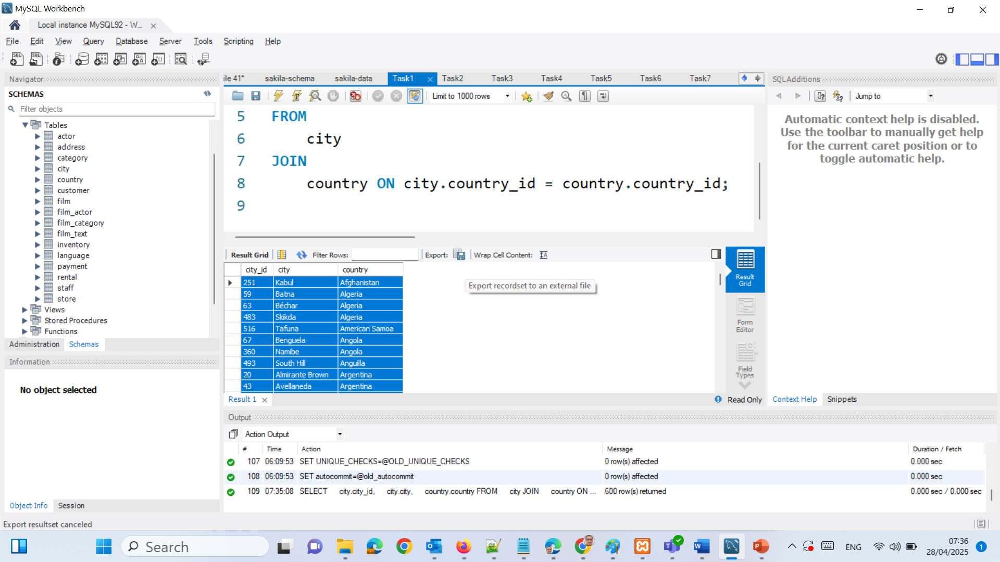 MySQL Workbench
Local instance MySQL92 - W...
File Edit View Query Database Server Tools Scripting Help
Navigator
SCHEMAS
Filter objects
Tables
actor
address
category
city
country
customer
film
film_actor
film_category
film_text
inventory
language
payment
rental
staff
store
Views
Stored Procedures
Functions
Administration Schemas
Information
No object selected
Object Info Session
Export resultset canceled
ile 41* sakila-schema sakila-data Task1 Task2 Task3 Task4 Task5 Task6 Task7
Limit to 1000 rows
5 FROM
6 city
7 JOIN
8 country ON city.country_id = country.country_id;
9
Result Grid Filter Rows: Export: Wrap Cell Content:
city_id city country
251 Kabul Afghanistan
59 Batna Algeria
63 Béchar Algeria
483 Skikda Algeria
516 Tafuna American Samoa
67 Benguela Angola
360 Namibe Angola
493 South Hill Anguilla
20 Almirante Brown Argentina
43 Avellaneda Argentina
Export recordset to an external file
Result Grid
Form Editor
Field Types
Result 1
Read Only
SQLAdditions
Jump to
Automatic context help is disabled.
Use the toolbar to manually get help
for the current caret position or to
toggle automatic help.
Context Help Snippets
Output
Action Output
# Time Action Message Duration / Fetch
107 06:09:53 SET UNIQUE_CHECKS=@OLD_UNIQUE_CHECKS 0 row(s) affected 0.000 sec
108 06:09:53 SET autocommit=@old_autocommit 0 row(s) affected 0.000 sec
109 07:35:08 SELECT city.city_id, city.city, country.country FROM city JOIN country ON ... 600 row(s) returned 0.000 sec / 0.000 sec
Search
ENG
07:36
28/04/2025
1